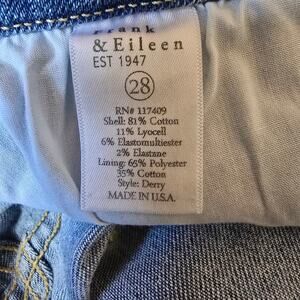 Frank
& Eileen
EST 1947
28
RN# 117409
Shell: 81% Cotton
11% Lyocell
6% Elastomultiester
2% Elastane
Lining: 65% Polyester
35% Cotton
Style: Derry
MADE IN U.S.A.